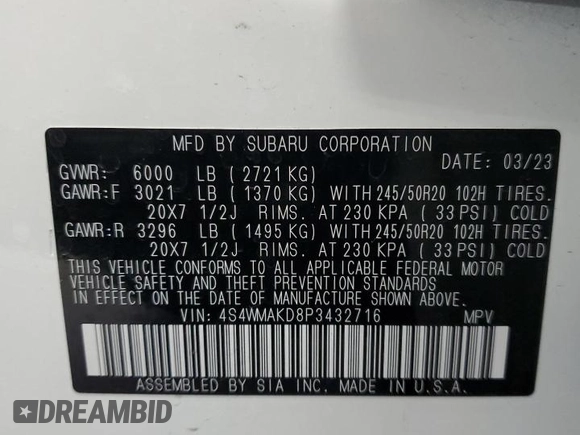 MFD BY SUBARU CORPORATION
DATE: 03/23
GVWR: 6000 LB ( 2721 KG)
GAWR:F 3021 LB ( 1370 KG) WITH 245/50R20 102H TIRES.
20X7 1/2J RIMS. AT 230 KPA ( 33 PSI) COLD
GAWR:R 3296 LB ( 1495 KG) WITH 245/50R20 102H TIRES.
20X7 1/2J RIMS. AT 230 KPA ( 33 PSI) COLD
THIS VEHICLE CONFORMS TO ALL APPLICABLE FEDERAL MOTOR
VEHICLE SAFETY AND THEFT PREVENTION STANDARDS
IN EFFECT ON THE DATE OF MANUFACTURE SHOWN ABOVE.
VIN: 4S4WMAKD8P3432716 MPV
ASSEMBLED BY SIA INC. MADE IN U.S.A.
DREAMBID